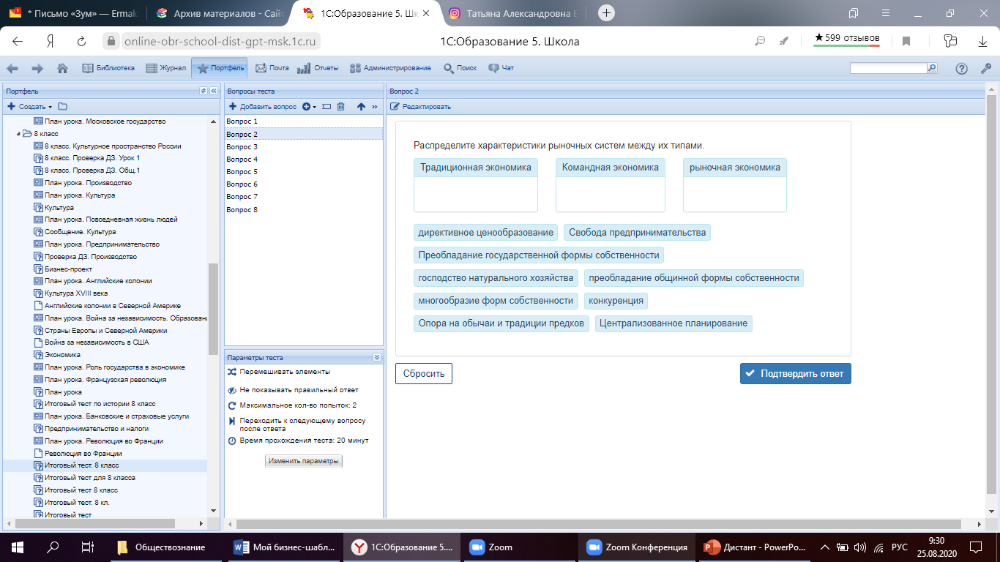 * Письмо «Зум» — Ermak
Архив материалов - Сайт
1С:Образование 5. Шк
Татьяна Александровна Е
online-obr-school-dist-gpt-msk.1c.ru
1С:Образование 5. Школа
★ 599 отзывов
Библиотека
Журнал
Портфель
Почта
Отчеты
Администрирование
Поиск
Чат
Портфель
Создать
План урока. Московское государство
8 класс
8 класс. Культурное пространство России
8 класс. Проверка ДЗ. Урок 1
8 класс. Проверка ДЗ. Общ.1
План урока. Производство
План урока. Культура
Культура
План урока. Повседневная жизнь людей
Сообщение. Культура
План урока. Предпринимательство
Проверка ДЗ. Производство
Бизнес-проект
План урока. Английские колонии
Культура XVIII века
Английские колонии в Северной Америке
План урока. Война за независимость. Образовани
Страны Европы и Северной Америки
Война за независимость в США
Экономика
План урока. Роль государства в экономике
План урока. Французская революция
План урока
Итоговый тест по истории 8 класс
План урока. Банковские и страховые услуги
Предпринимательство и налоги
План урока. Революция во Франции
Революция во Франции
Итоговый тест. 8 класс
Итоговый тест для 8 класса
Итоговый тест 8 класс
Итоговый тест. 8 кл.
Итоговый тест
Вопросы теста
Добавить вопрос
Вопрос 1
Вопрос 2
Вопрос 3
Вопрос 4
Вопрос 5
Вопрос 6
Вопрос 7
Вопрос 8
Параметры теста
Перемешивать элементы
Не показывать правильный ответ
Максимальное кол-во попыток: 2
Переходить к следующему вопросу
после ответа
Время прохождения теста: 20 минут
Изменить параметры
Вопрос 2
Редактировать
Распределите характеристики рыночных систем между их типами.
Традиционная экономика
Командная экономика
рыночная экономика
директивное ценообразование
Свобода предпринимательства
Преобладание государственной формы собственности
господство натурального хозяйства
преобладание общинной формы собственности
многообразие форм собственности
конкуренция
Опора на обычаи и традиции предков
Централизованное планирование
Сбросить
Подтвердить ответ
Обществознание
Мой бизнес-шабл...
1С:Образование 5....
Zoom
Zoom Конференция
Дистант - PowerPo...
РУС
9:30
25.08.2020